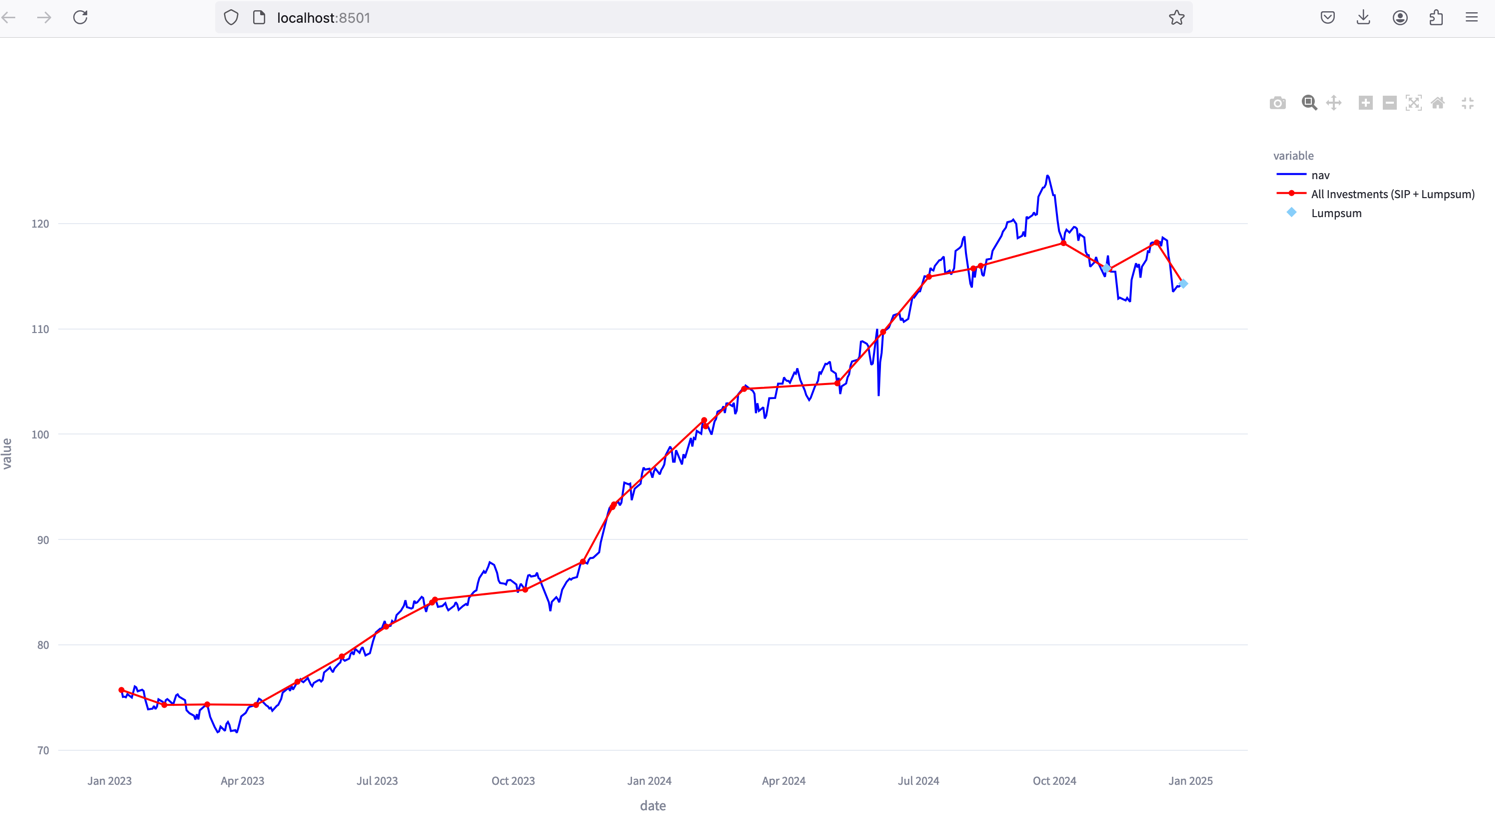 localhost:8501
variable
nav
All Investments (SIP + Lumpsum)
Lumpsum
120
110
100
90
80
70
value
Jan 2023
Apr 2023
Jul 2023
Oct 2023
Jan 2024
Apr 2024
Jul 2024
Oct 2024
Jan 2025
date